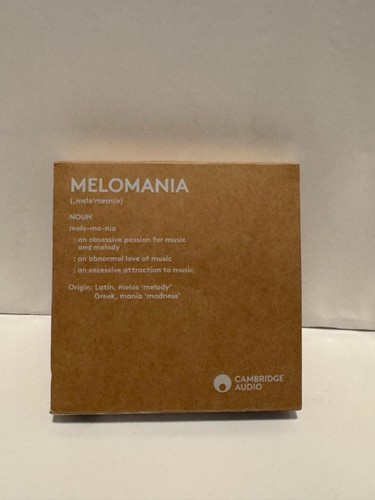 MELOMANIA
(ˌmɛləˈmeɪnɪə)
NOUN
melo-ma-nia
: an obsessive passion for music
and melody
: an abnormal love of music
: an excessive attraction to music
Origin: Latin, melos ‘melody’
Greek, mania ‘madness’
CAMBRIDGE
AUDIO